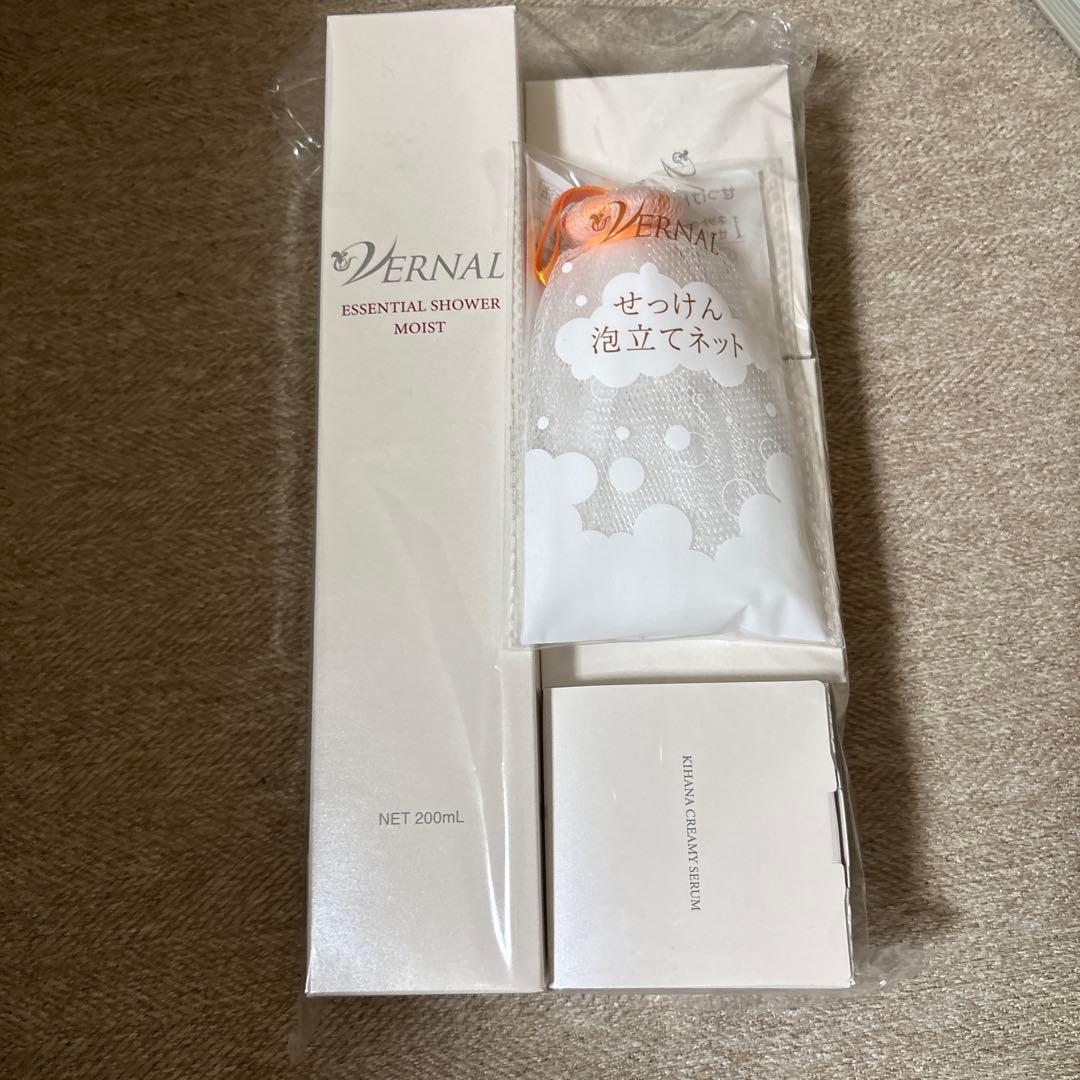 VERNAL
ESSENTIAL SHOWER
MOIST
NET 200mL
VERNAL
せっけん
泡立てネット
KIHANA CREAMY SERUM